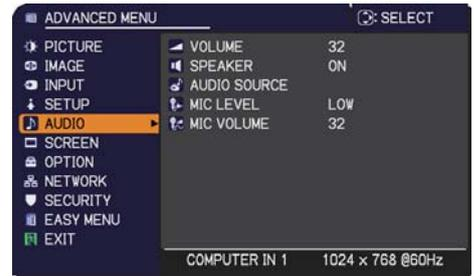 ADVANCED MENU : SELECT
PICTURE
IMAGE
INPUT
SETUP
AUDIO
SCREEN
OPTION
NETWORK
SECURITY
EASY MENU
EXIT
VOLUME 32
SPEAKER ON
AUDIO SOURCE
MIC LEVEL LOW
MIC VOLUME 32
COMPUTER IN 1 1024 x 768 @60Hz